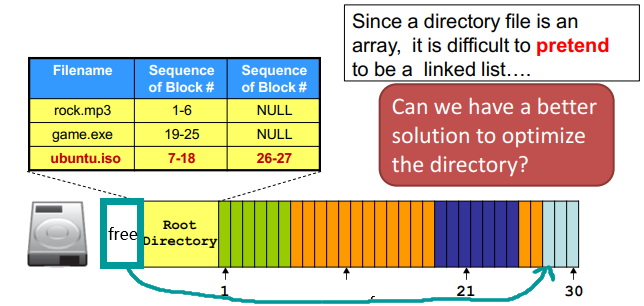 Since a directory file is an
array, it is difficult to pretend
to be a linked list....
Filename Sequence of Block # Sequence of Block #
rock.mp3 1-6 NULL
game.exe 19-25 NULL
ubuntu.iso 7-18 26-27
Can we have a better
solution to optimize
the directory?
free
Root
Directory
1 21 30